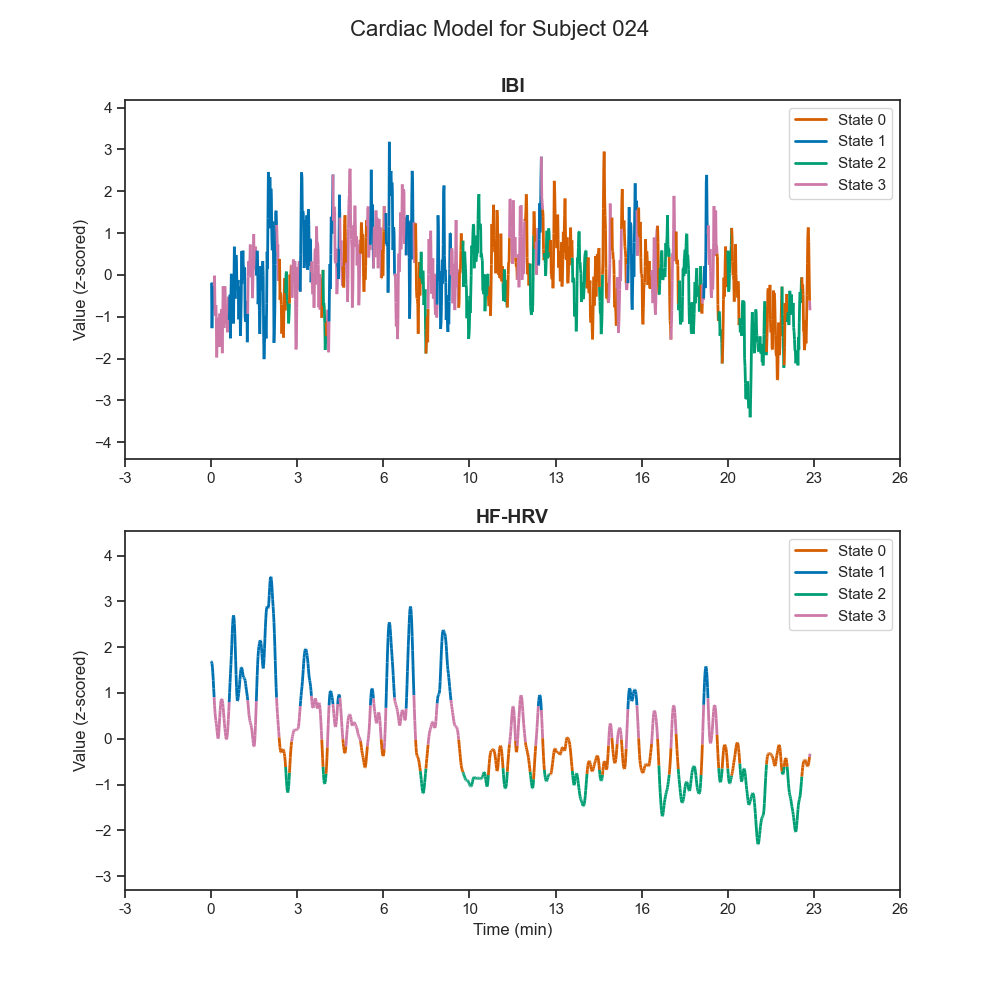 Cardiac Model for Subject 024
IBI
4
3
2
1
0
−1
−2
−3
−4
Value (z-scored)
State 0
State 1
State 2
State 3
-3
0
3
6
10
13
16
20
23
26
HF-HRV
4
3
2
1
0
−1
−2
−3
Value (z-scored)
State 0
State 1
State 2
State 3
-3
0
3
6
10
13
16
20
23
26
Time (min)